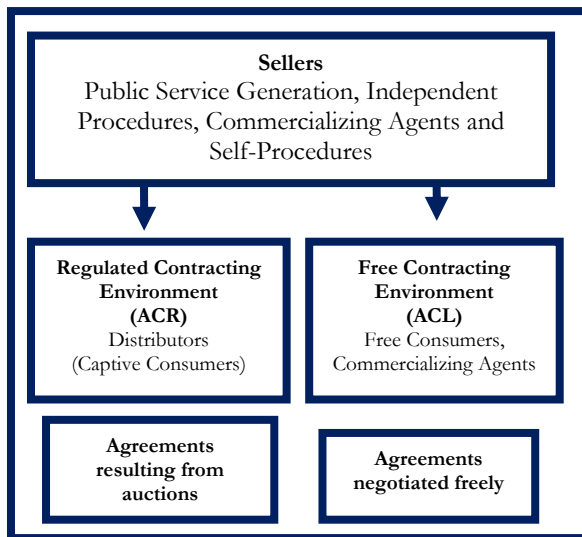 Sellers
Public Service Generation, Independent
Procedures, Commercializing Agents and
Self-Procedures
Regulated Contracting
Environment
(ACR)
Distributors
(Captive Consumers)
Free Contracting
Environment
(ACL)
Free Consumers,
Commercializing Agents
Agreements
resulting from
auctions
Agreements
negotiated freely